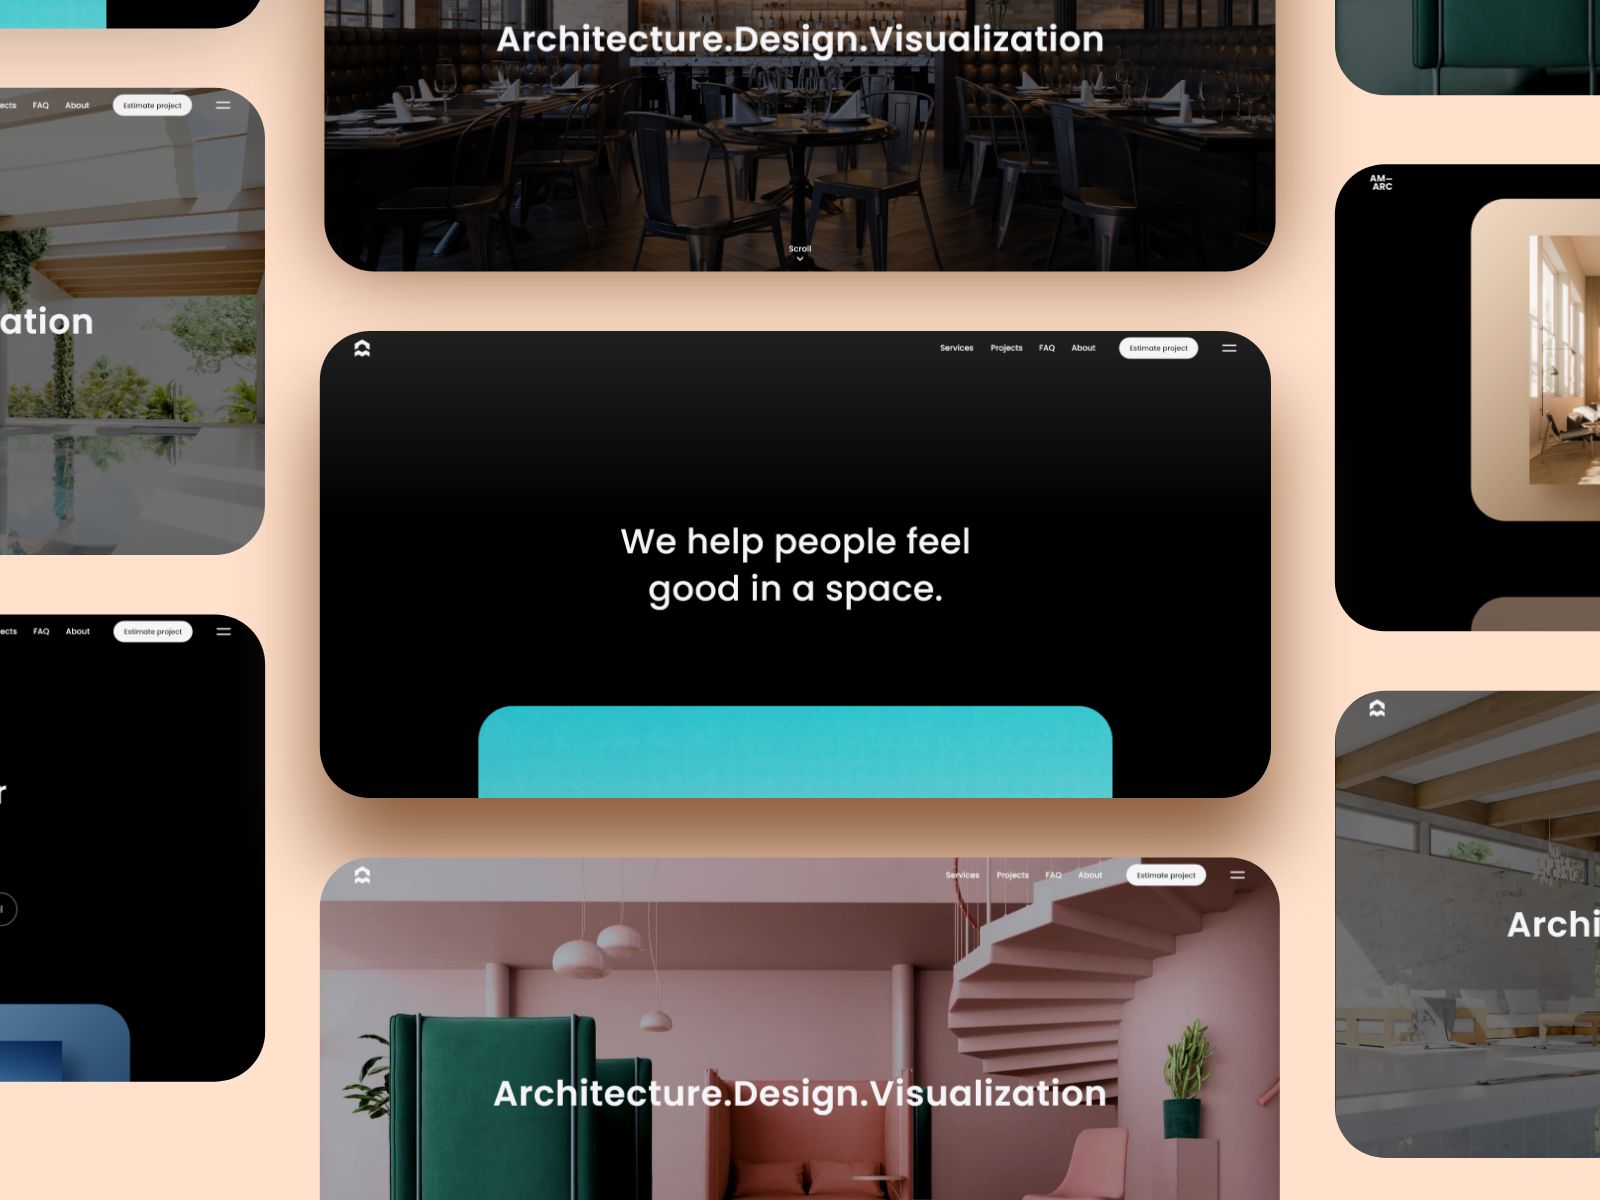 Architecture.Design.Visualization
Scroll
FAQ
About
Estimate project
ation
AM—
ARC
Services
Projects
FAQ
About
Estimate project
We help people feel
good in a space.
FAQ
About
Estimate project
Services
Projects
FAQ
About
Estimate project
Archi
Architecture.Design.Visualization